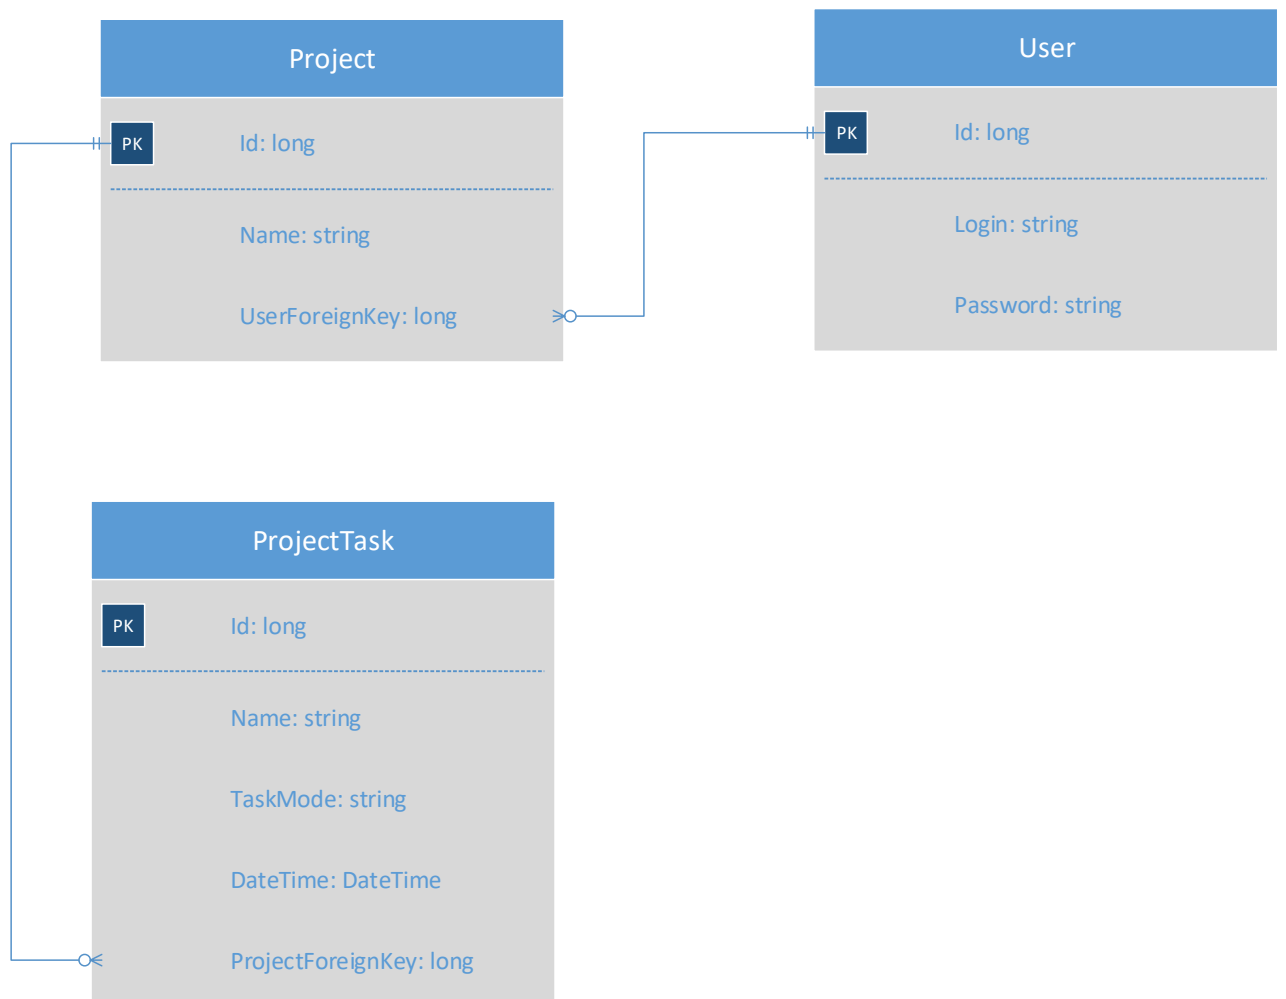 Project
PK
Id: long
Name: string
UserForeignKey: long
User
PK
Id: long
Login: string
Password: string
ProjectTask
PK
Id: long
Name: string
TaskMode: string
DateTime: DateTime
ProjectForeignKey: long